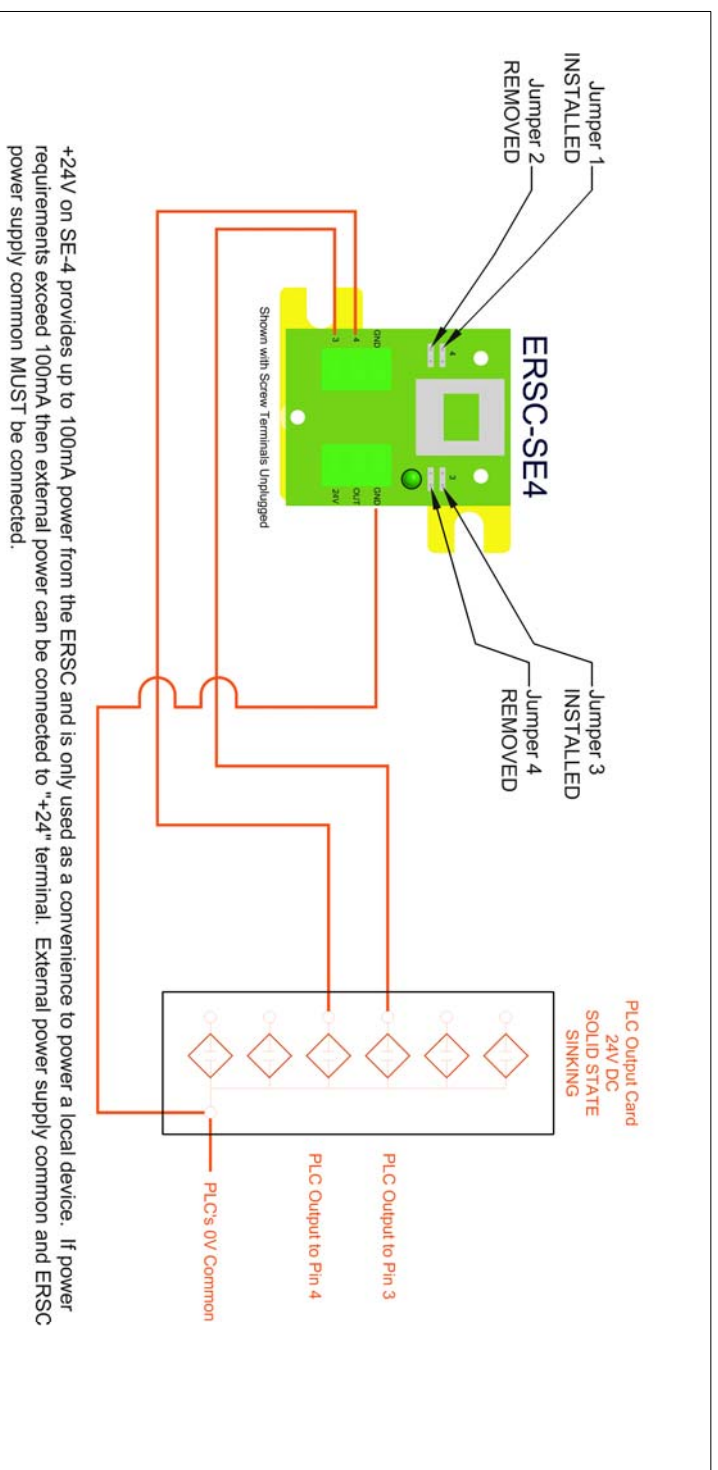 Jumper 1
INSTALLED
Jumper 2
REMOVED
ERSC-SE4
Jumper 3
INSTALLED
Jumper 4
REMOVED
4
3
GND
4
3
GND
OUT
24V
Shown with Screw Terminals Unplugged
PLC Output Card
24V DC
SOLID STATE
SINKING
PLC Output to Pin 3
PLC Output to Pin 4
PLC's 0V Common
+24V on SE-4 provides up to 100mA power from the ERSC and is only used as a convenience to power a local device. If power
requirements exceed 100mA then external power can be connected to "+24" terminal. External power supply common and ERSC
power supply common MUST be connected.